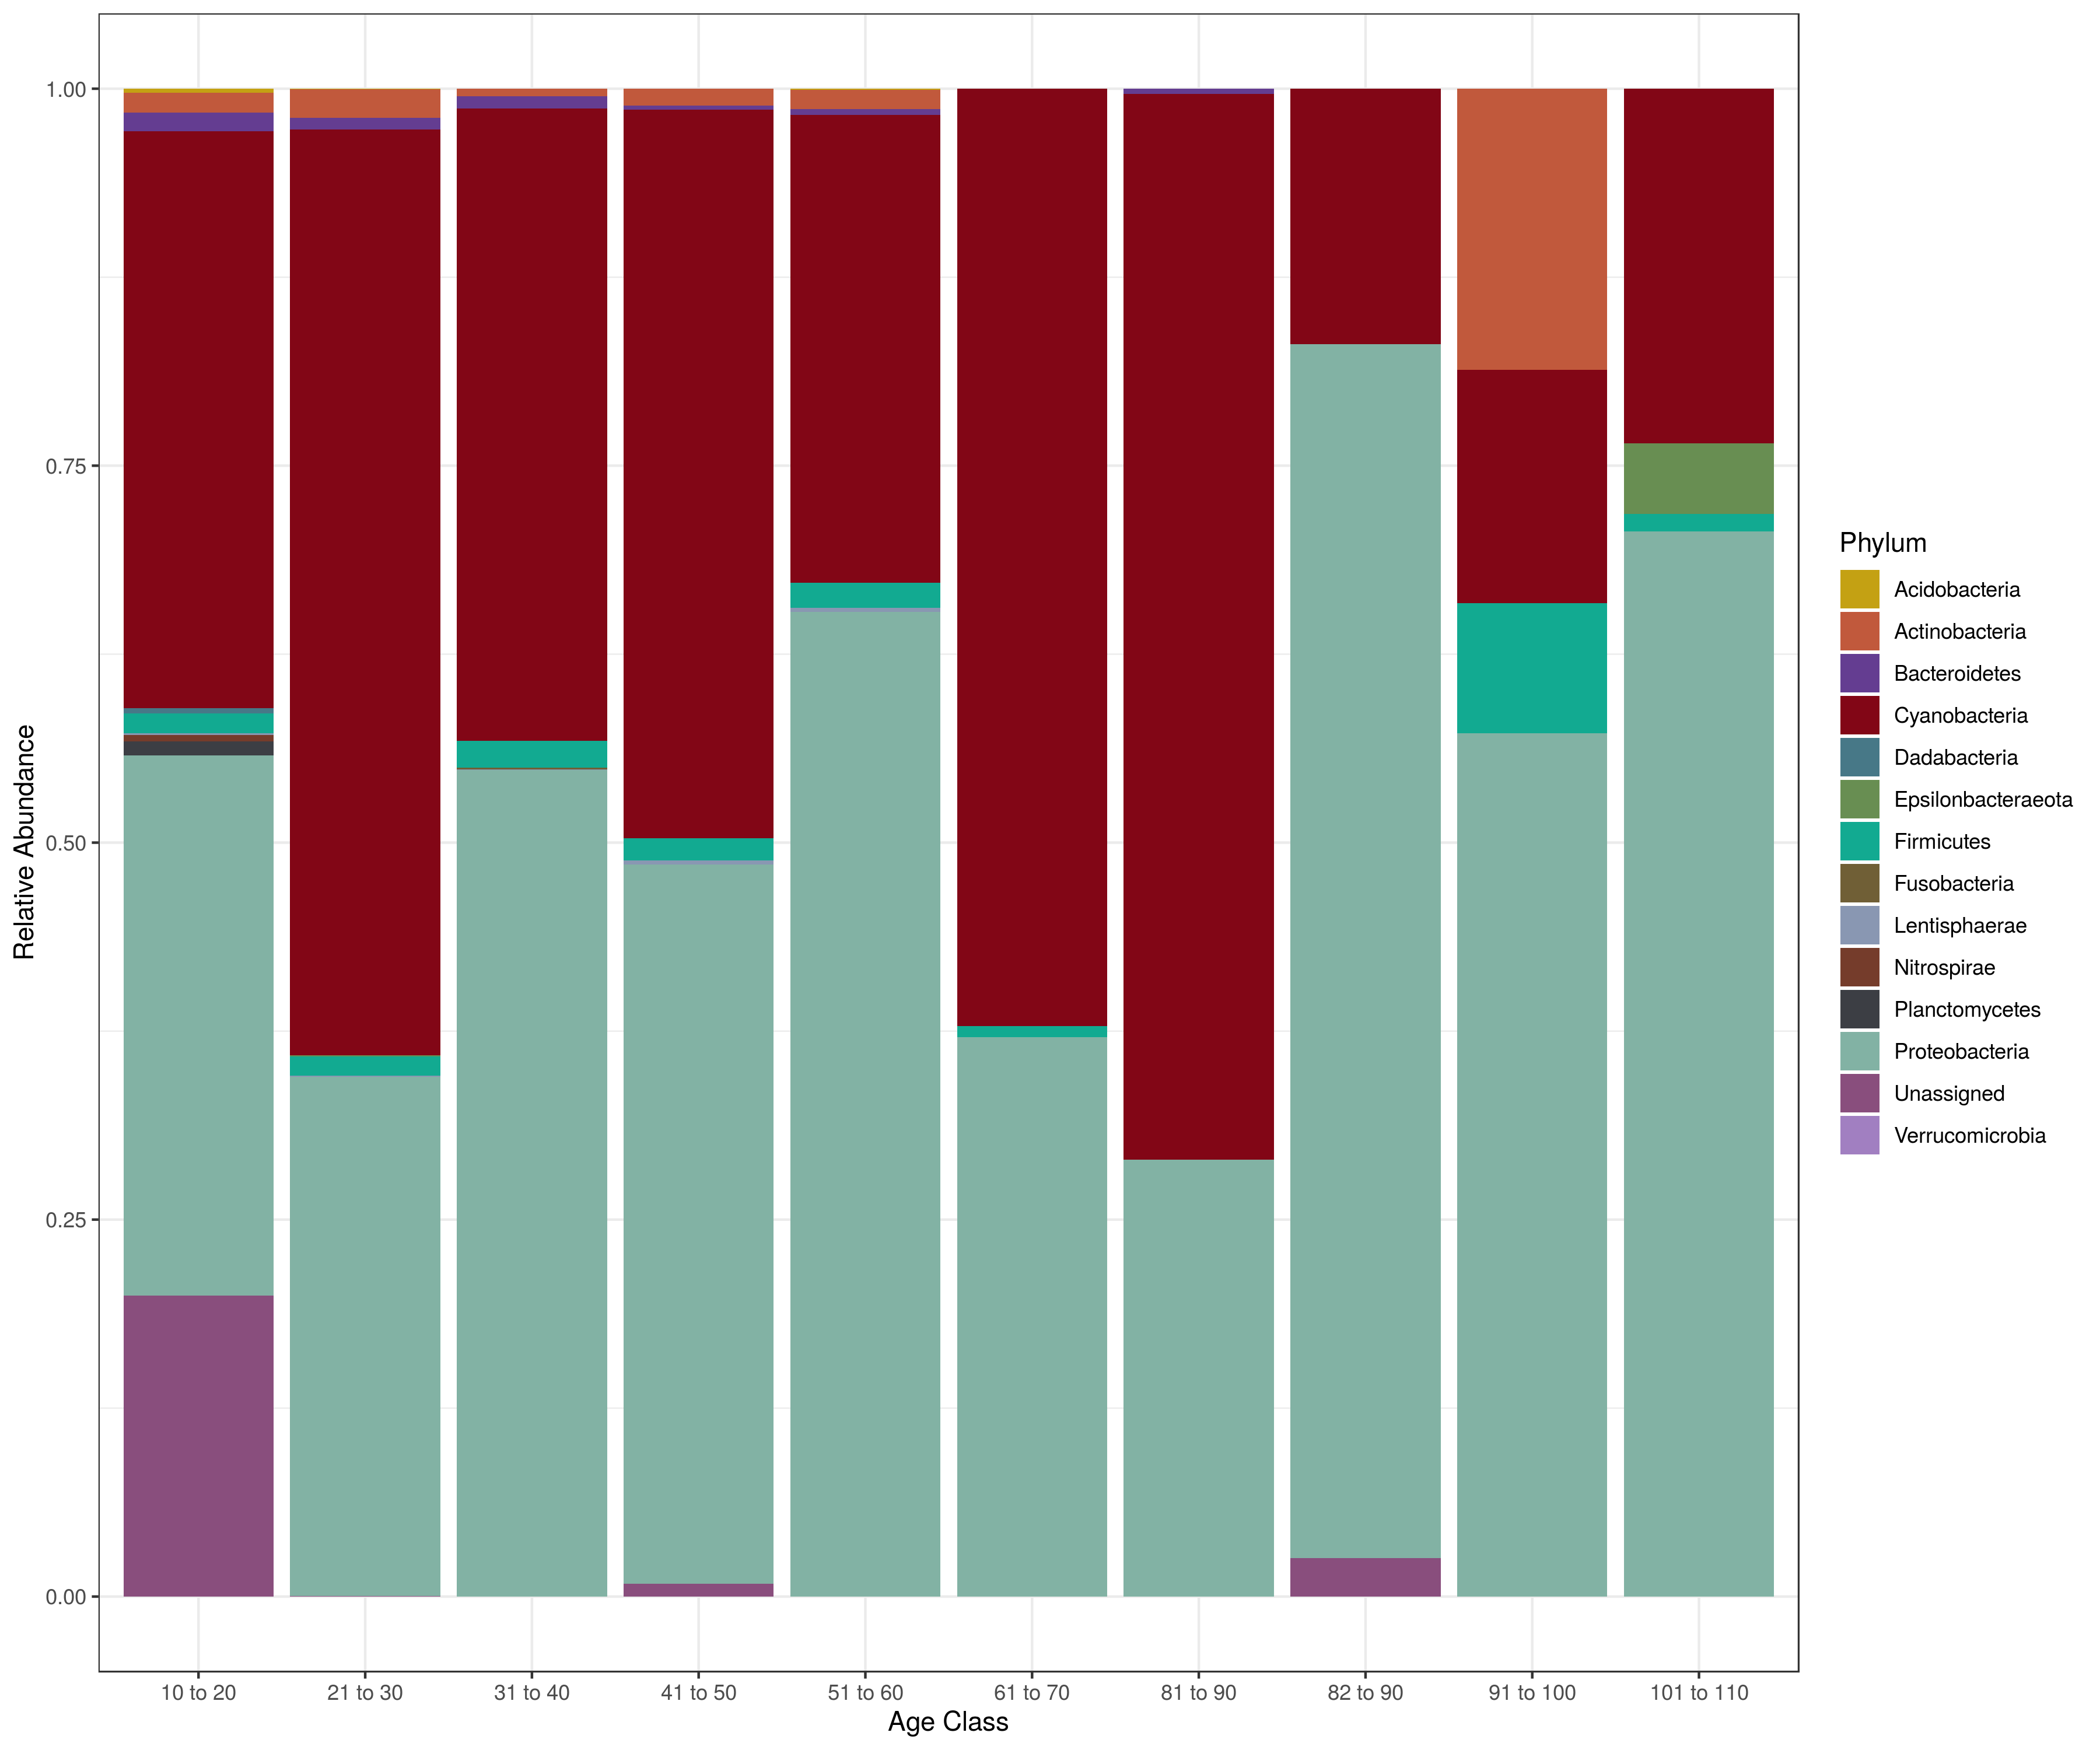 1.00
0.75
0.50
0.25
0.00
Relative Abundance
10 to 20
21 to 30
31 to 40
41 to 50
51 to 60
61 to 70
81 to 90
82 to 90
91 to 100
101 to 110
Age Class
Phylum
Acidobacteria
Actinobacteria
Bacteroidetes
Cyanobacteria
Dadabacteria
Epsilonbacteraeota
Firmicutes
Fusobacteria
Lentisphaerae
Nitrospirae
Planctomycetes
Proteobacteria
Unassigned
Verrucomicrobia